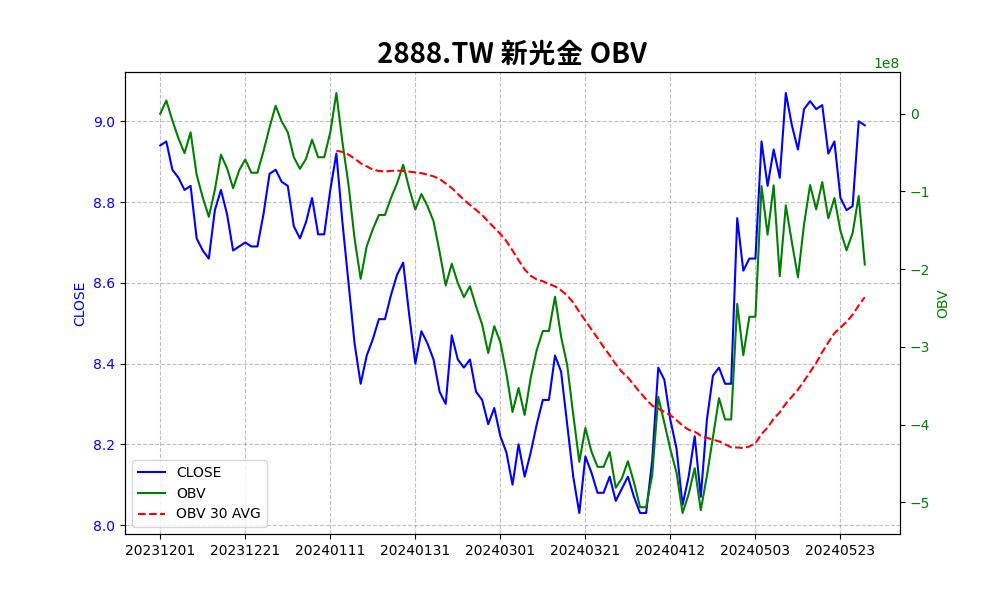 2888.TW 新光金 OBV
1e8
9.0
8.8
8.6
8.4
8.2
8.0
CLOSE
0
−1
−2
−3
−4
−5
OBV
CLOSE
OBV
OBV 30 AVG
20231201 20231221 20240111 20240131 20240301 20240321 20240412 20240503 20240523